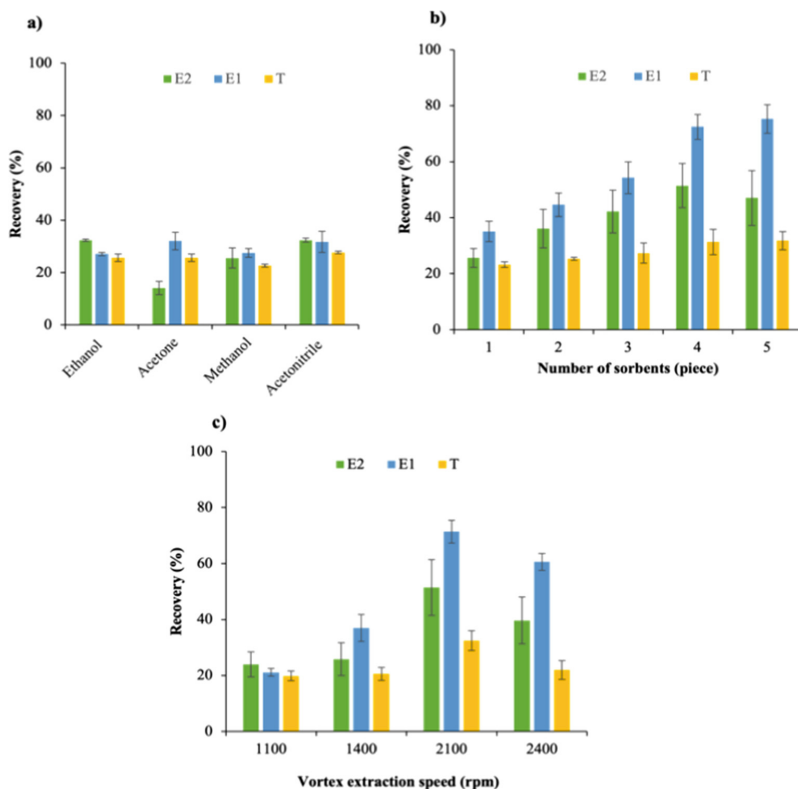 a)
100
80
60
40
20
0
Recovery (%)
E2 E1 T
Ethanol
Acetone
Methanol
Acetonitrile
b)
100
80
60
40
20
0
Recovery (%)
E2 E1 T
1 2 3 4 5
Number of sorbents (piece)
c)
100
80
60
40
20
0
Recovery (%)
E2 E1 T
1100 1400 2100 2400
Vortex extraction speed (rpm)